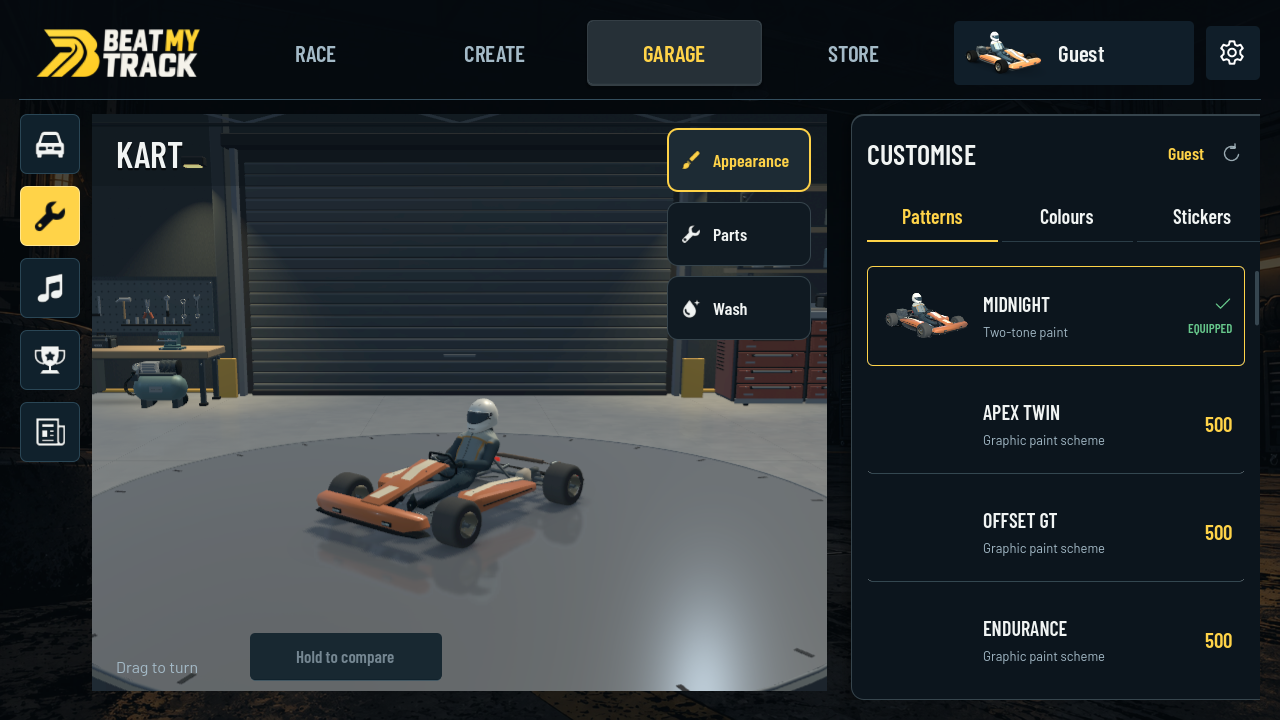 BEAT MY TRACK
RACE
CREATE
GARAGE
STORE
Guest
KART
Appearance
Parts
Wash
Drag to turn
Hold to compare
CUSTOMISE
Guest
Patterns
Colours
Stickers
MIDNIGHT
Two-tone paint
EQUIPPED
APEX TWIN
Graphic paint scheme
500
OFFSET GT
Graphic paint scheme
500
ENDURANCE
Graphic paint scheme
500